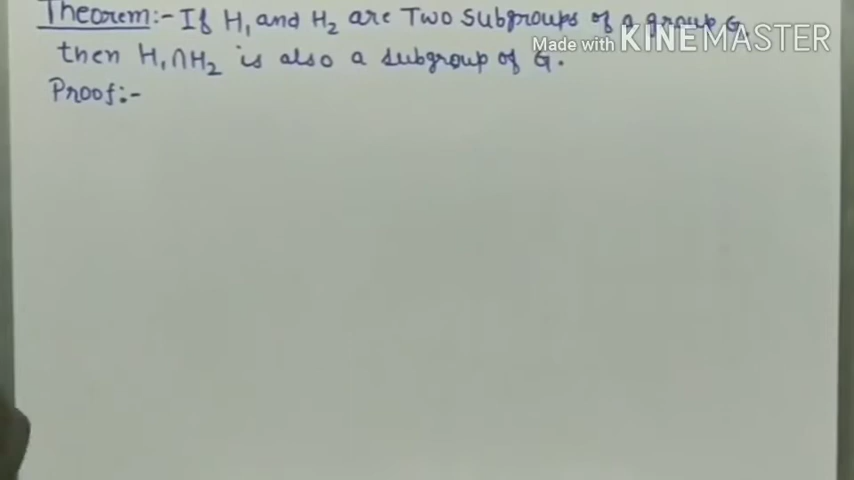 Theorem:- If H₁ and H₂ are Two Subgroups of a group G,
then H₁∩H₂ is also a subgroup of G.
Made with KINEMASTER
Proof:-